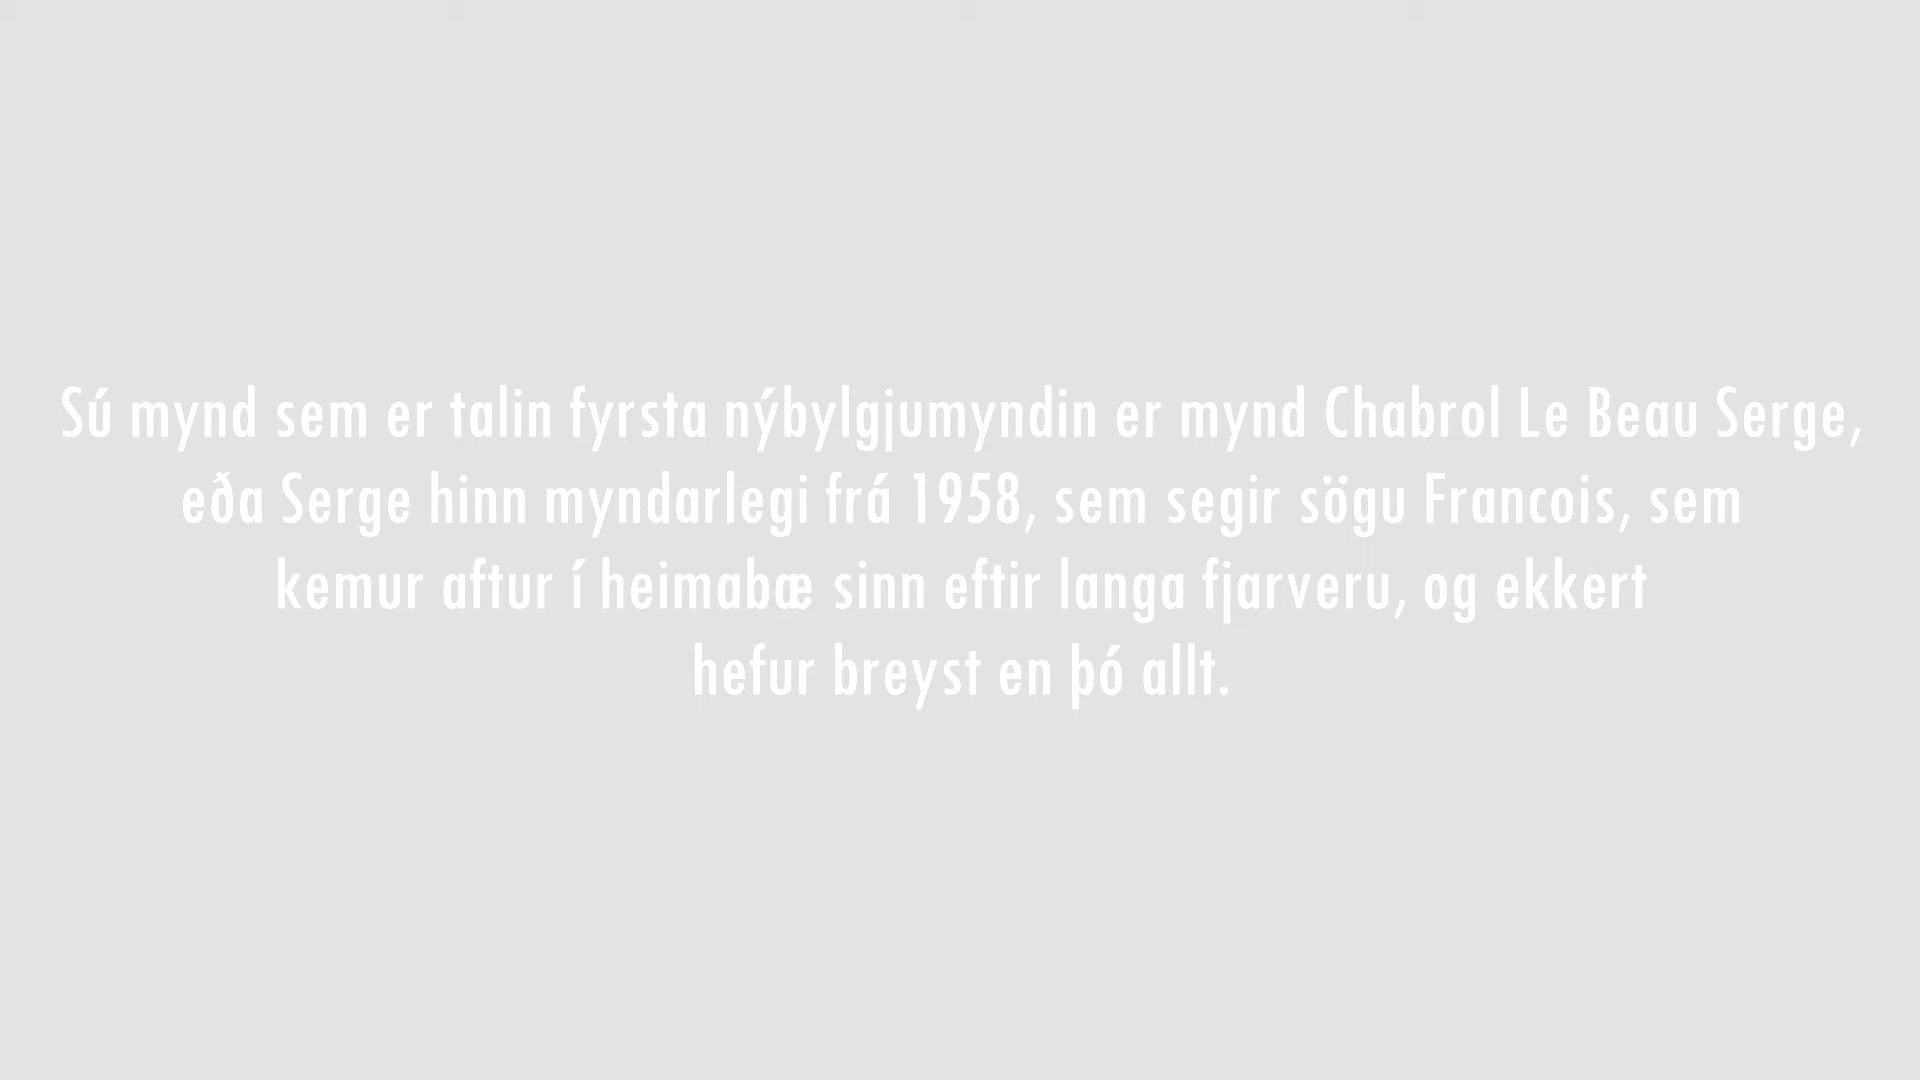 Sú mynd sem er talin fyrsta nýbylgjumyndin er mynd Chabrol Le Beau Serge,
eða Serge hinn myndarlegi frá 1958, sem segir sögu Francois, sem
kemur aftur í heimabæ sinn eftir langa fjarveru, og ekkert
hefur breyst en þó allt.